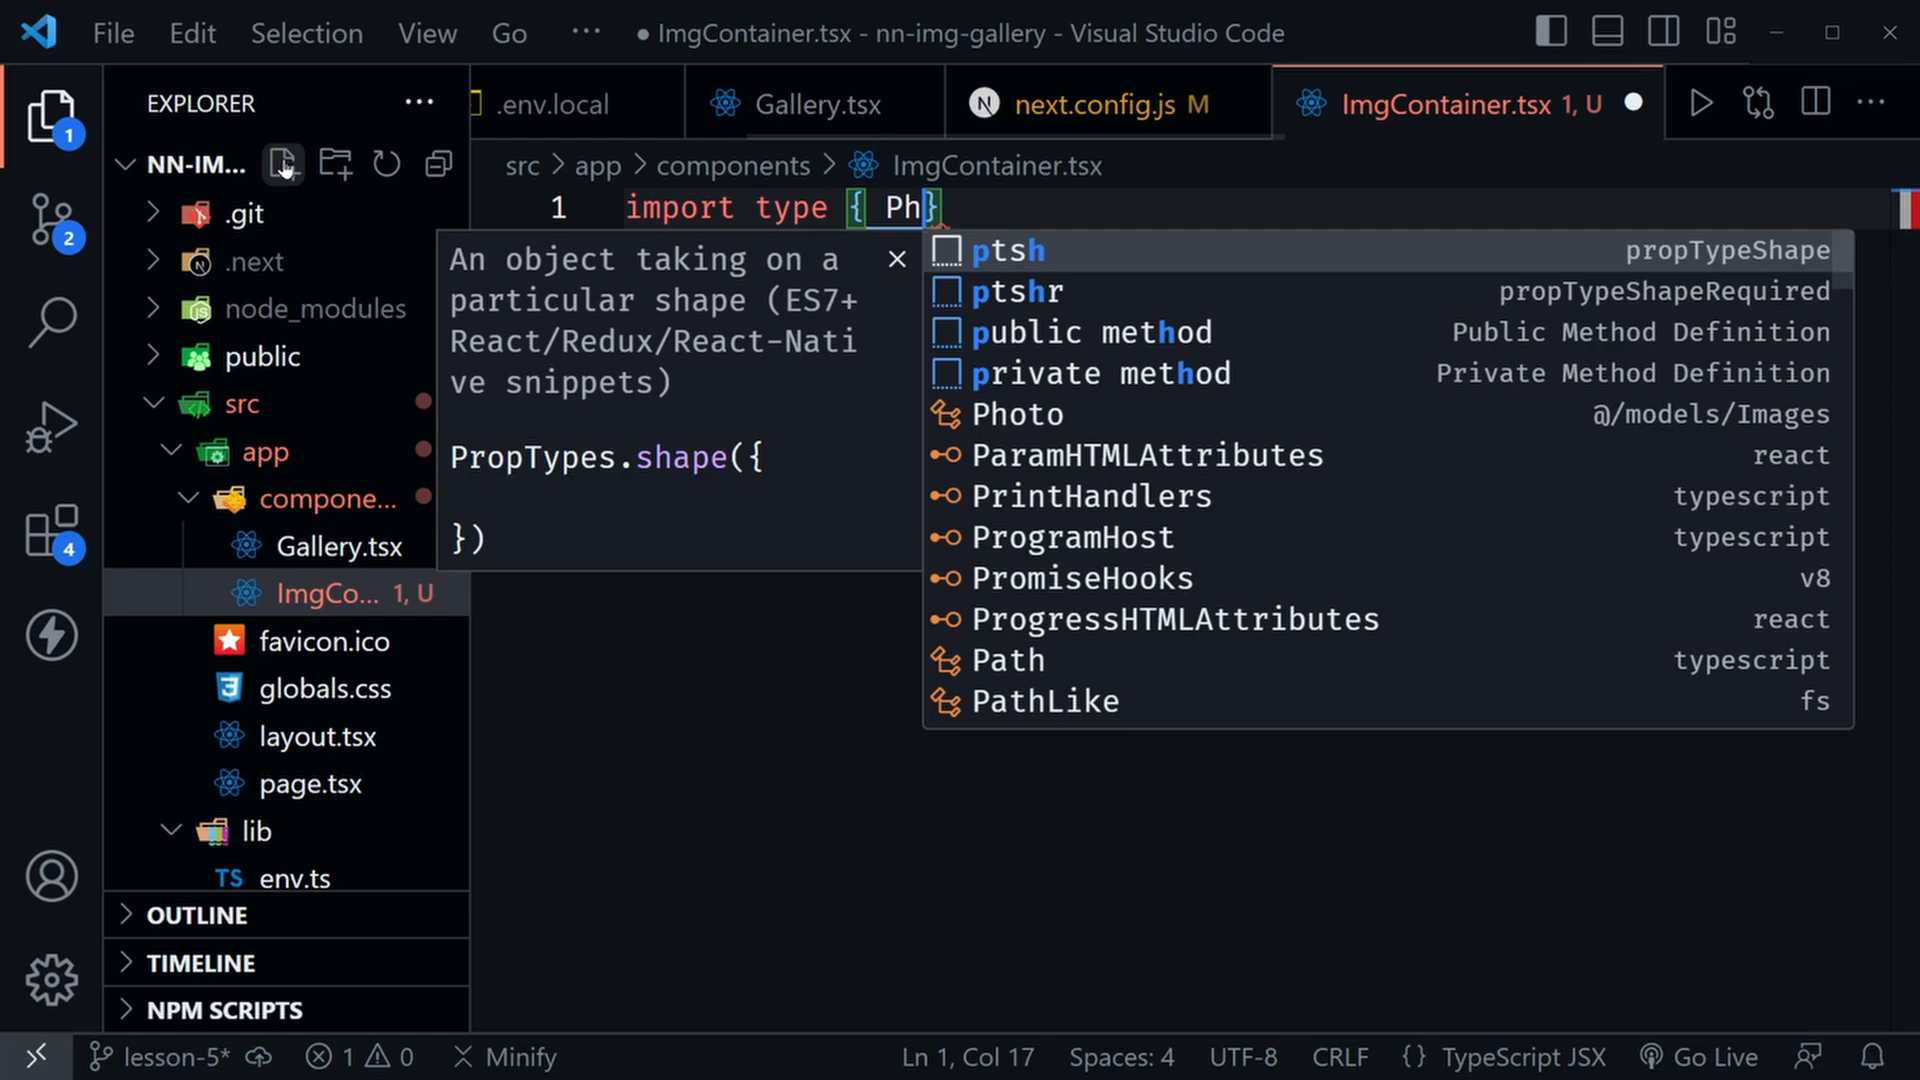 File Edit Selection View Go ··· ● ImgContainer.tsx - nn-img-gallery - Visual Studio Code
EXPLORER ···
.env.local
Gallery.tsx
next.config.js M
ImgContainer.tsx 1, U
NN-IM...
src > app > components > ImgContainer.tsx
1 import type { Ph}
.git
.next
node_modules
public
src
app
compone...
Gallery.tsx
ImgCo... 1, U
favicon.ico
globals.css
layout.tsx
page.tsx
lib
TS env.ts
OUTLINE
TIMELINE
NPM SCRIPTS
An object taking on a
particular shape (ES7+
React/Redux/React-Nati
ve snippets)
PropTypes.shape({
})
ptsh propTypeShape
ptshr propTypeShapeRequired
public method Public Method Definition
private method Private Method Definition
Photo @/models/Images
ParamHTMLAttributes react
PrintHandlers typescript
ProgramHost typescript
PromiseHooks v8
ProgressHTMLAttributes react
Path typescript
PathLike fs
1
2
4
lesson-5* 1 0 Minify Ln 1, Col 17 Spaces: 4 UTF-8 CRLF {} TypeScript JSX Go Live